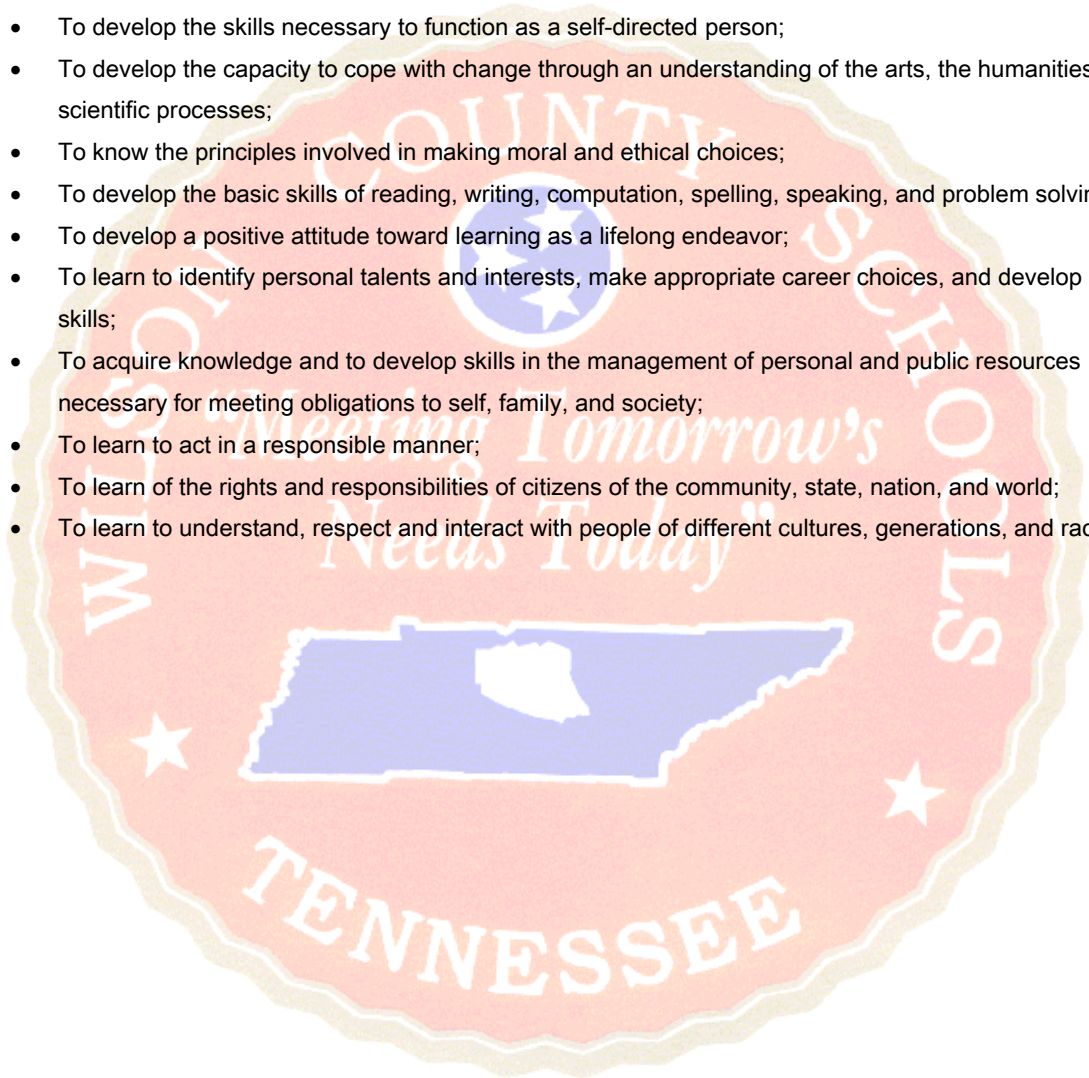 • To develop the skills necessary to function as a self-directed person;
• To develop the capacity to cope with change through an understanding of the arts, the humanities
scientific processes;
• To know the principles involved in making moral and ethical choices;
• To develop the basic skills of reading, writing, computation, spelling, speaking, and problem solvin
• To develop a positive attitude toward learning as a lifelong endeavor;
• To learn to identify personal talents and interests, make appropriate career choices, and develop
skills;
• To acquire knowledge and to develop skills in the management of personal and public resources
necessary for meeting obligations to self, family, and society;
• To learn to act in a responsible manner;
• To learn of the rights and responsibilities of citizens of the community, state, nation, and world;
• To learn to understand, respect and interact with people of different cultures, generations, and rac
WILSON COUNTY SCHOOLS
"Meeting Tomorrow's
Needs Today"
TENNESSEE